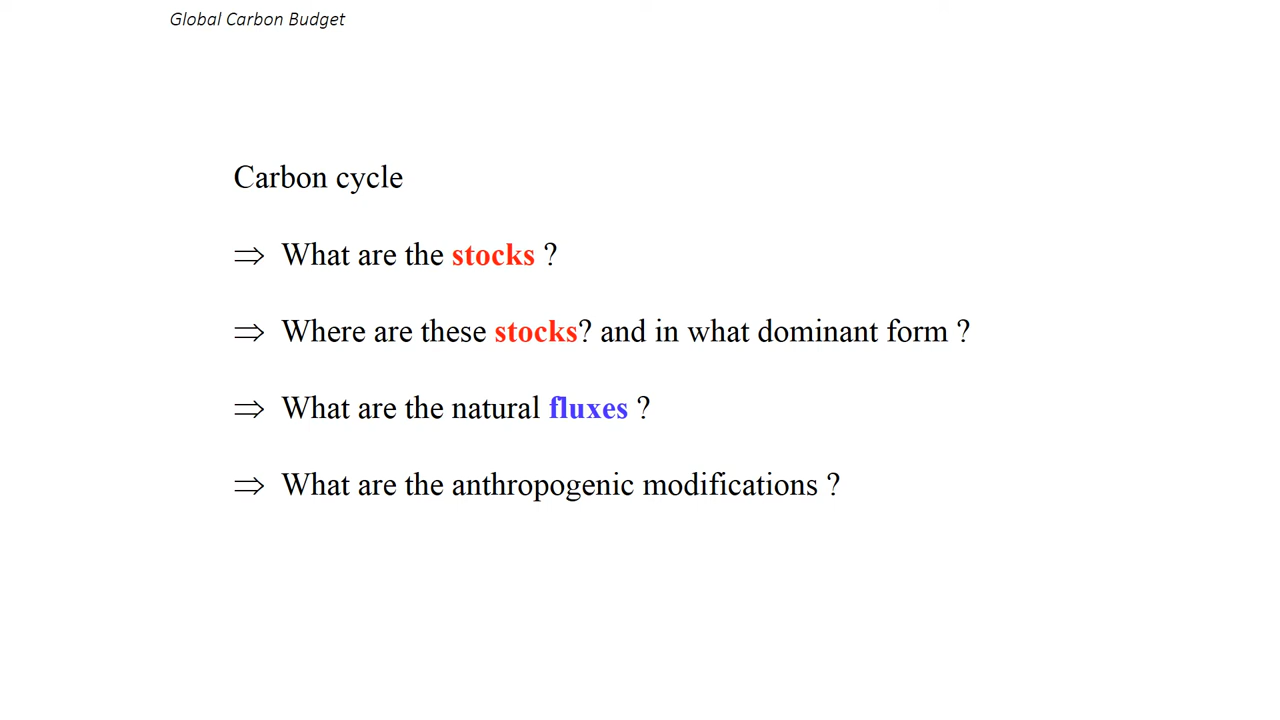 Global Carbon Budget
Carbon cycle
⇒ What are the stocks ?
⇒ Where are these stocks? and in what dominant form ?
⇒ What are the natural fluxes ?
⇒ What are the anthropogenic modifications ?